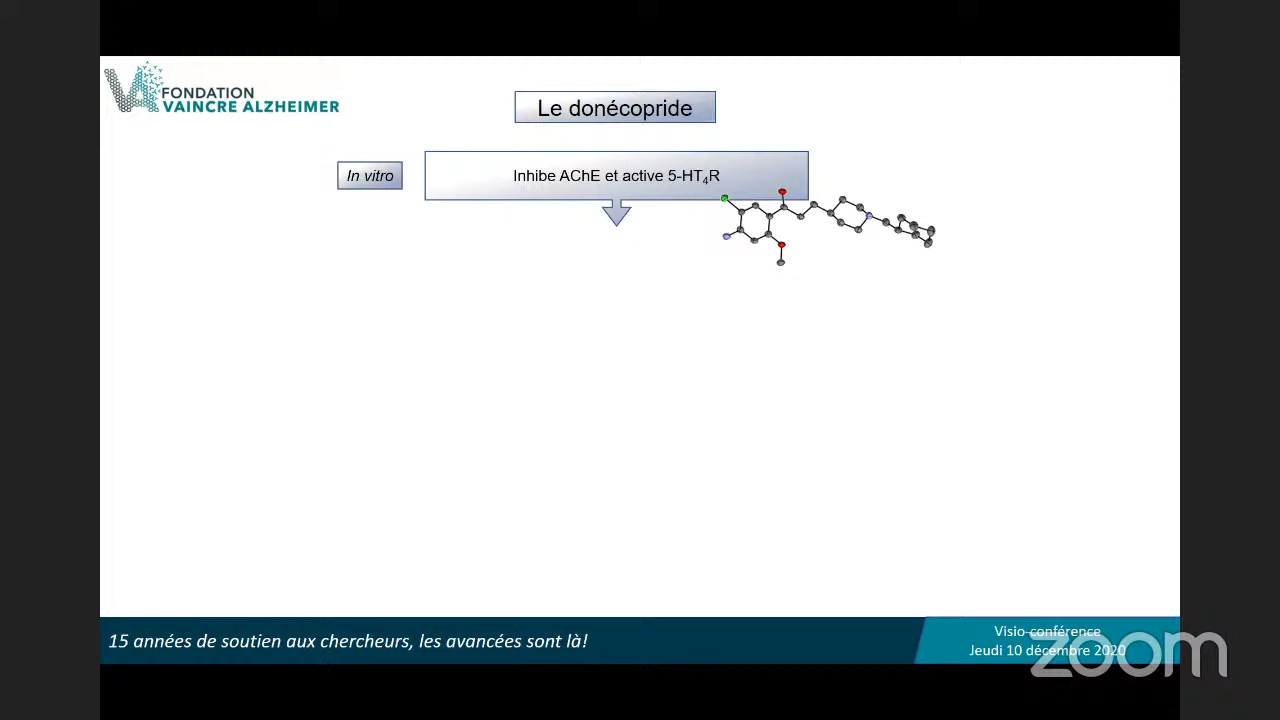 FONDATION
VAINCRE ALZHEIMER
Le donécopride
In vitro
Inhibe AChE et active 5-HT₄R
15 années de soutien aux chercheurs, les avancées sont là!
Visio-conférence
Jeudi 10 décembre 2020
zoom